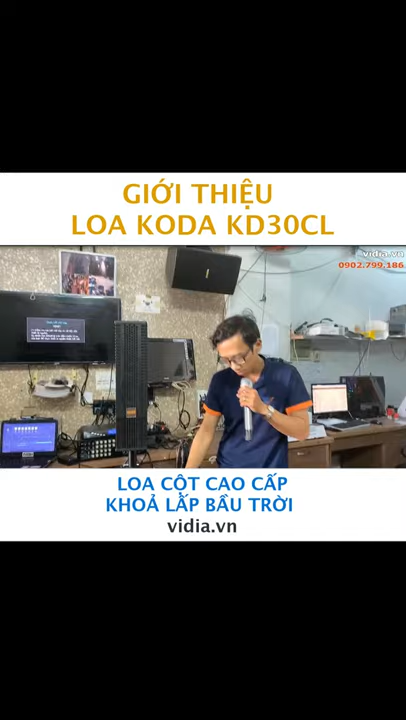 GIỚI THIỆU
LOA KODA KD30CL
vidia.vn
0902.799.186
LOA CỘT CAO CẤP
KHOẢ LẤP BẦU TRỜI
vidia.vn